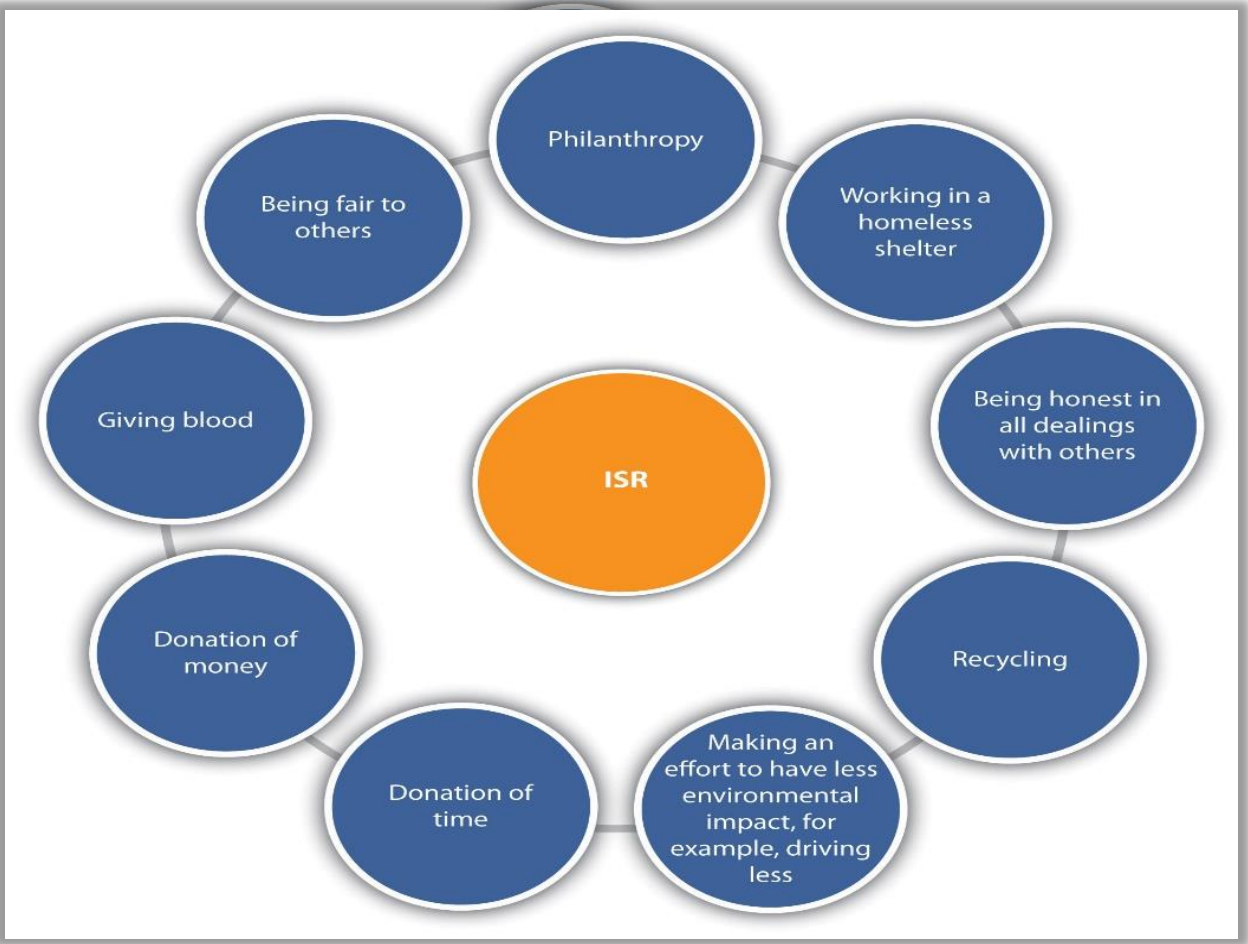 Philanthropy
Working in a
homeless
shelter
Being honest in
all dealings
with others
Recycling
Making an
effort to have less
environmental
impact, for
example, driving
less
Donation of
time
Donation of
money
Giving blood
Being fair to
others
ISR